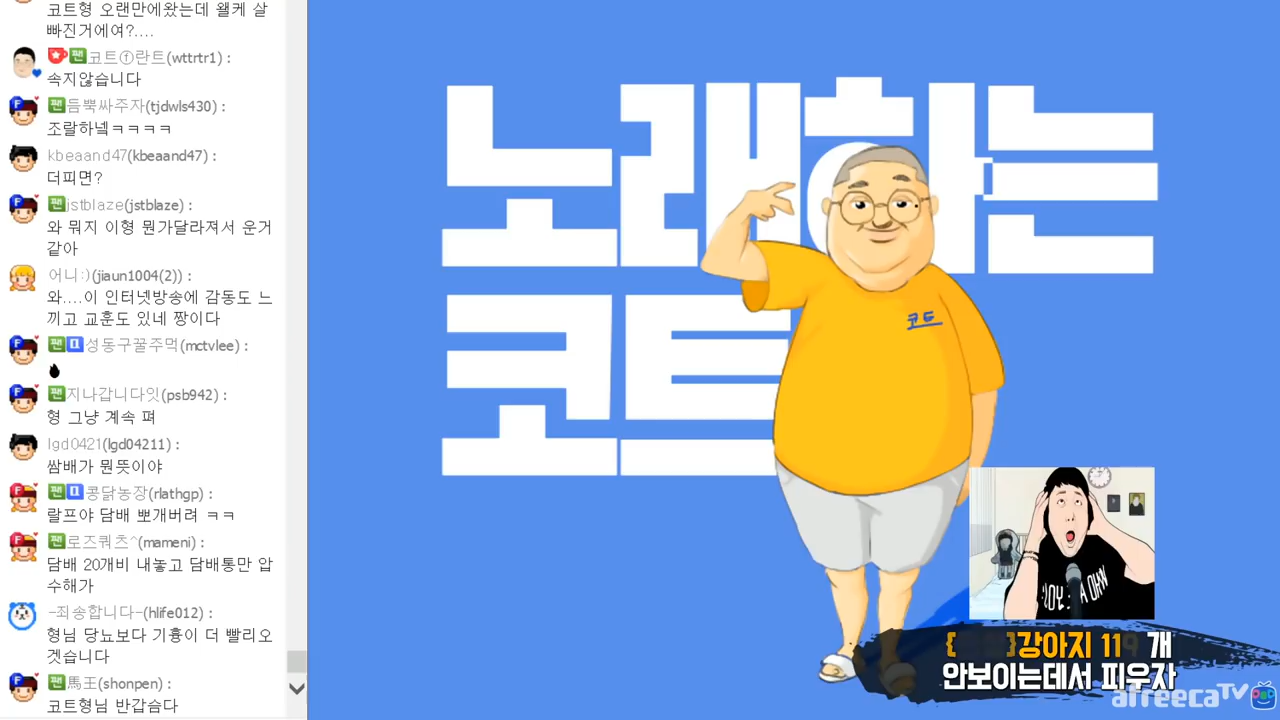 코트형 오랜만에왔는데 왤케 살
빠진거에여?....
팬 코트ⓕ란트(wttrtr1) :
속지않습니다
팬 듬뿍싸주자(tjdwls430) :
조랄하넼ㅋㅋㅋㅋ
kbeaand47(kbeaand47) :
더피면?
팬 jstblaze(jstblaze) :
와 뭐지 이형 뭔가달라져서 운거
같아
어니:)(jiaun1004(2)) :
와....이 인터넷방송에 감동도 느
끼고 교훈도 있네 짱이다
팬 성동구꿀주먹(mctvlee) :
팬 지나갑니다잇(psb942) :
형 그냥 계속 펴
lgd0421(lgd04211) :
쌈배가 뭔뜻이야
팬 콩닭농장(rlathgp) :
랄프야 담배 뽀개버려 ㅋㅋ
팬 로즈쿼츠^(mameni) :
담배 20개비 내놓고 담배통만 압
수해가
-죄송합니다-(hlife012) :
형님 당뇨보다 기흉이 더 빨리오
겟습니다
팬 馬王(shonpen) :
코트형님 반갑슴다
노래하는
코트
코트
{ }강아지 11 개
안보이는데서 피우자
afreecaTV